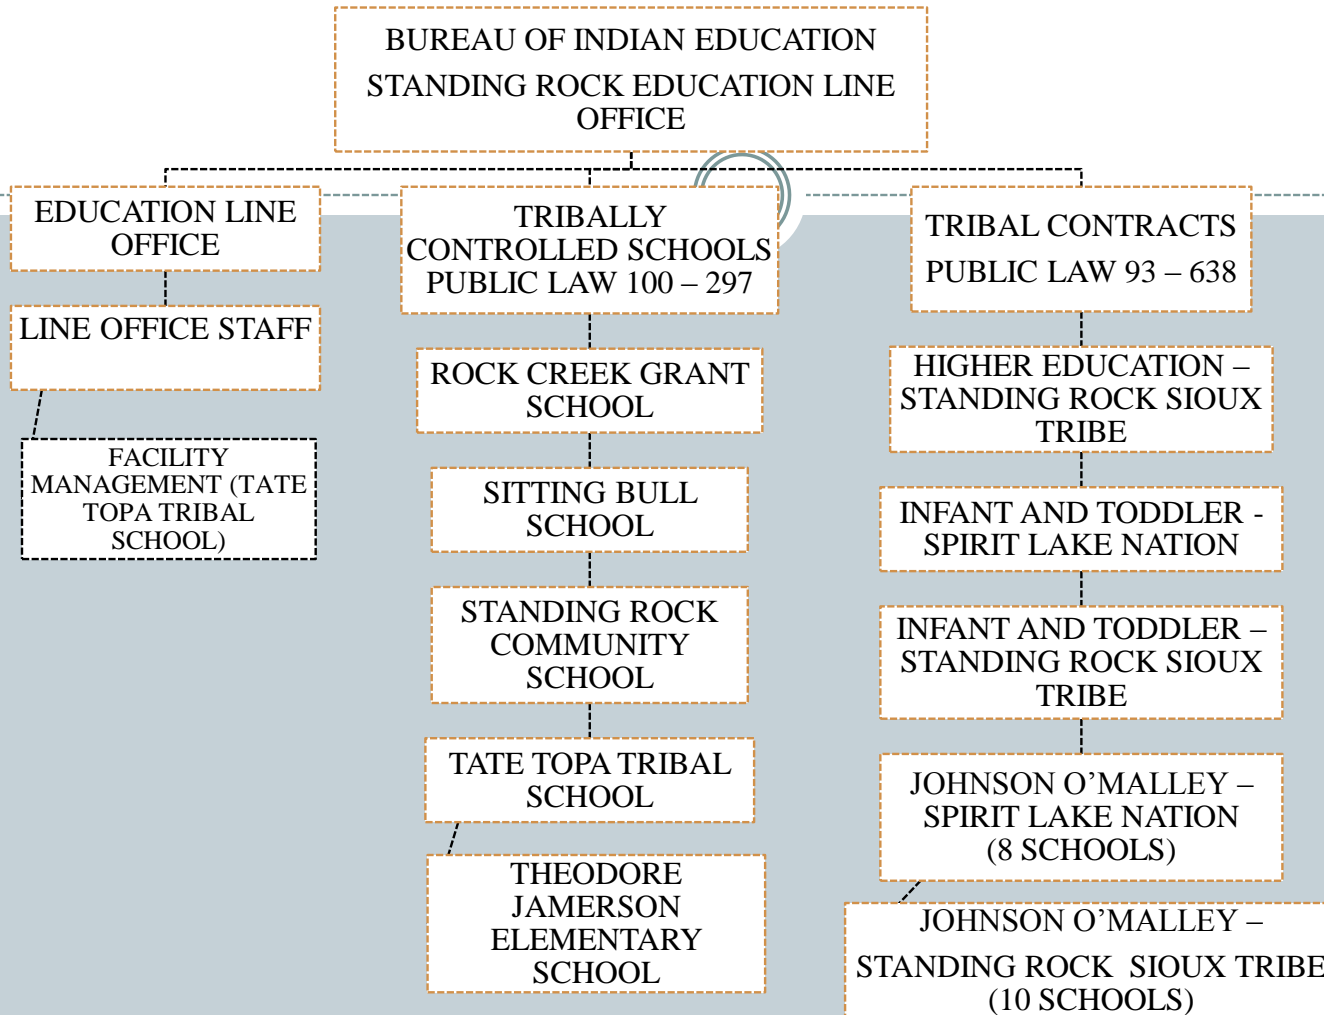 BUREAU OF INDIAN EDUCATION
STANDING ROCK EDUCATION LINE
OFFICE
EDUCATION LINE
OFFICE
LINE OFFICE STAFF
FACILITY
MANAGEMENT (TATE
TOPA TRIBAL
SCHOOL)
TRIBALLY
CONTROLLED SCHOOLS
PUBLIC LAW 100 – 297
ROCK CREEK GRANT
SCHOOL
SITTING BULL
SCHOOL
STANDING ROCK
COMMUNITY
SCHOOL
TATE TOPA TRIBAL
SCHOOL
THEODORE
JAMERSON
ELEMENTARY
SCHOOL
TRIBAL CONTRACTS
PUBLIC LAW 93 – 638
HIGHER EDUCATION –
STANDING ROCK SIOUX
TRIBE
INFANT AND TODDLER -
SPIRIT LAKE NATION
INFANT AND TODDLER –
STANDING ROCK SIOUX
TRIBE
JOHNSON O’MALLEY –
SPIRIT LAKE NATION
(8 SCHOOLS)
JOHNSON O’MALLEY –
STANDING ROCK SIOUX TRIBE
(10 SCHOOLS)